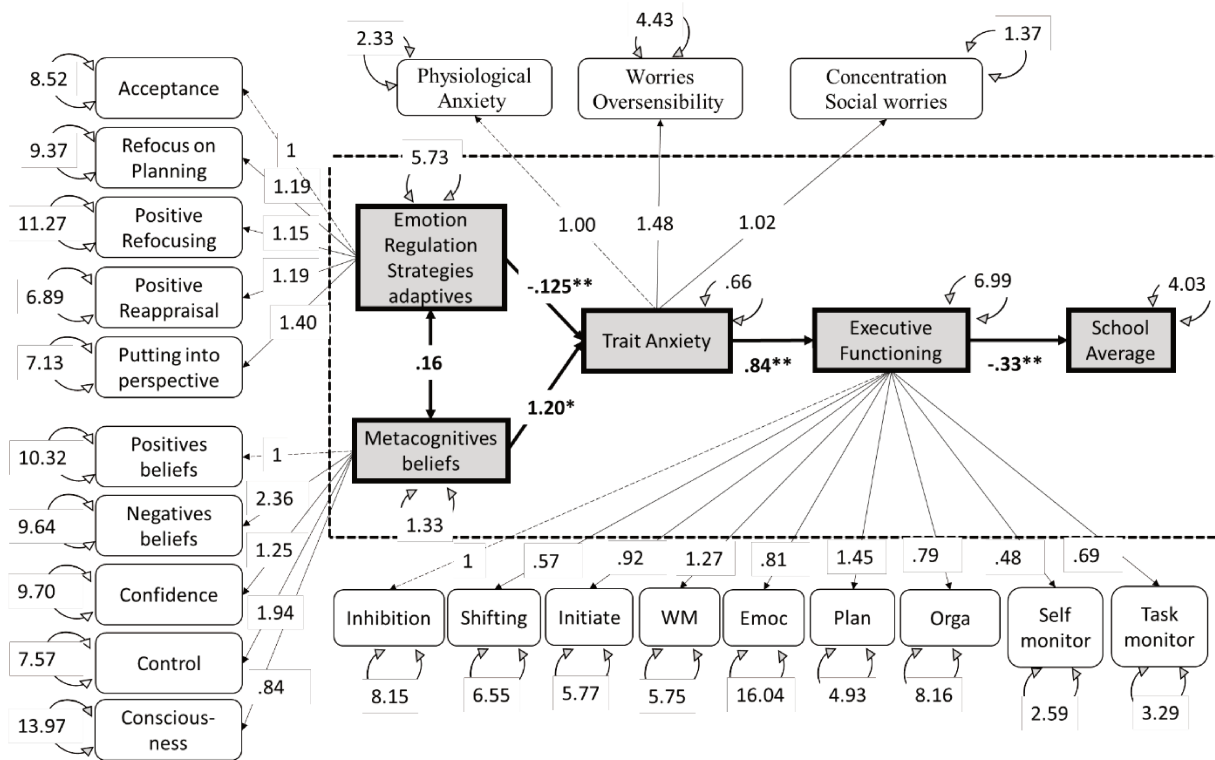 2.33
4.43
1.37
8.52
Acceptance
Physiological
Anxiety
Worries
Oversensibility
Concentration
Social worries
9.37
Refocus on
Planning
1
1.19
5.73
11.27
Positive
Refocusing
1.15
Emotion
Regulation
Strategies
adaptives
1.00
1.48
1.02
6.89
Positive
Reappraisal
1.19
-.125**
.66
6.99
4.03
7.13
Putting into
perspective
1.40
.16
Trait Anxiety
.84**
Executive
Functioning
-.33**
School
Average
1.20*
10.32
Positives
beliefs
1
Metacognitives
beliefs
9.64
Negatives
beliefs
2.36
1.33
9.70
Confidence
1.25
1
.57
.92
1.27
.81
1.45
.79
.48
.69
7.57
Control
1.94
Inhibition
Shifting
Initiate
WM
Emoc
Plan
Orga
Self
monitor
Task
monitor
13.97
Conscious-
ness
.84
8.15
6.55
5.77
5.75
16.04
4.93
8.16
2.59
3.29